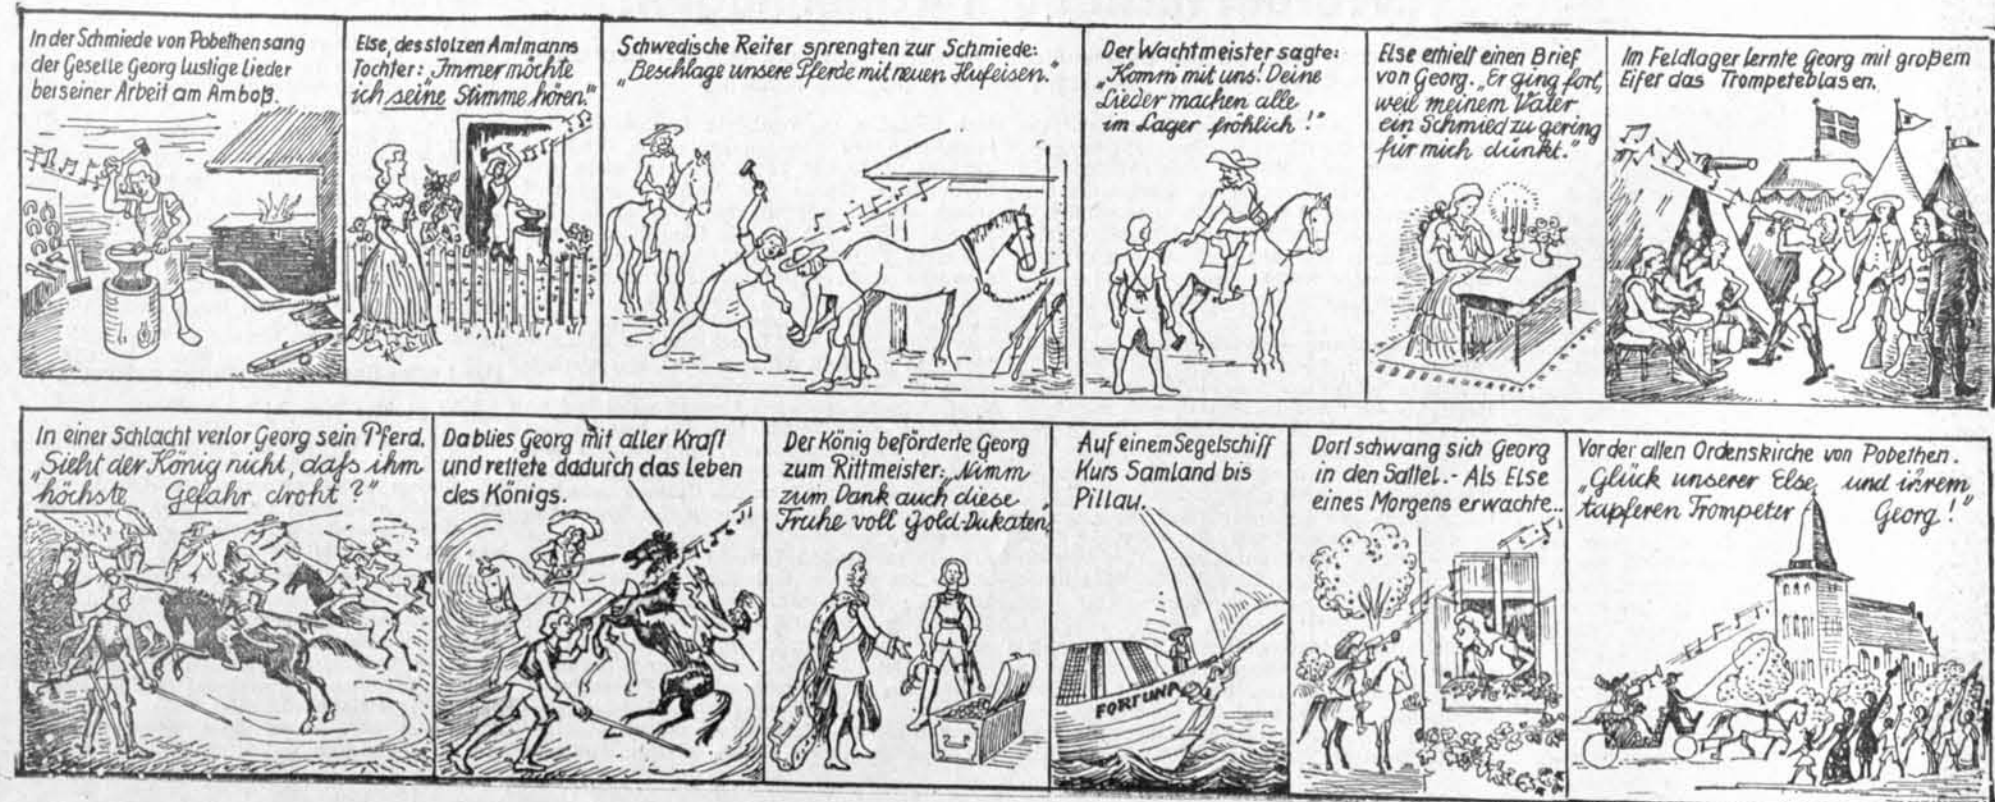 In der Schmiede von Pobethen sang
der Geselle Georg lustige Lieder
bei seiner Arbeit am Amboß.
Else, des stolzen Amtmanns
Tochter: „Immer möchte
ich seine Stimme hören."
Schwedische Reiter sprengten zur Schmiede:
„Beschlage unsere Pferde mit neuen Hufeisen."
Der Wachtmeister sagte:
„Komm mit uns! Deine
Lieder machen alle
im Lager fröhlich!"
Else erhielt einen Brief
von Georg. „Er ging fort,
weil meinem Vater
ein Schmied zu gering
für mich dünkt."
Im Feldlager lernte Georg mit großem
Eifer das Trompeteblasen.
In einer Schlacht verlor Georg sein Pferd.
„Sieht der König nicht, daß ihm
höchste Gefahr droht?"
Da blies Georg mit aller Kraft
und rettete dadurch das Leben
des Königs.
Der König beförderte Georg
zum Rittmeister: „Nimm
zum Dank auch diese
Truhe voll Gold-Dukaten."
Auf einem Segelschiff
Kurs Samland bis
Pillau.
FORTUNA
Dort schwang sich Georg
in den Sattel. - Als Else
eines Morgens erwachte...
Vor der alten Ordenskirche von Pobethen.
„Glück unserer Else und ihrem
tapferen Trompeter Georg!"